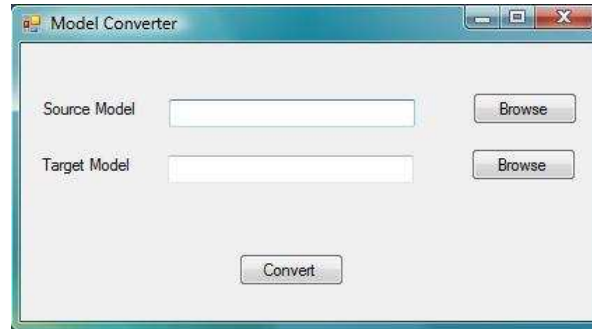 Model Converter
Source Model Browse
Target Model Browse
Convert